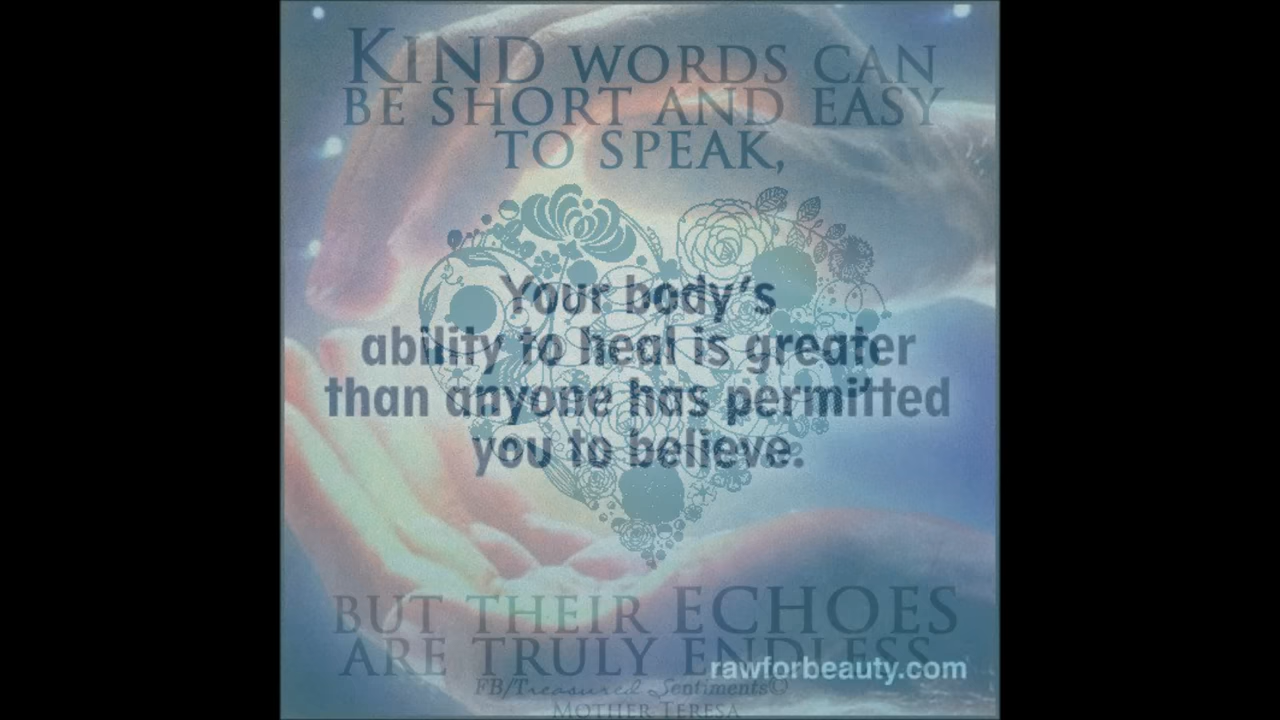 KIND WORDS CAN
BE SHORT AND EASY
TO SPEAK,
Your body's
ability to heal is greater
than anyone has permitted
you to believe.
BUT THEIR ECHOES
ARE TRULY ENDLESS
rawforbeauty.com
FB/Treasured Sentiments©
MOTHER TERESA